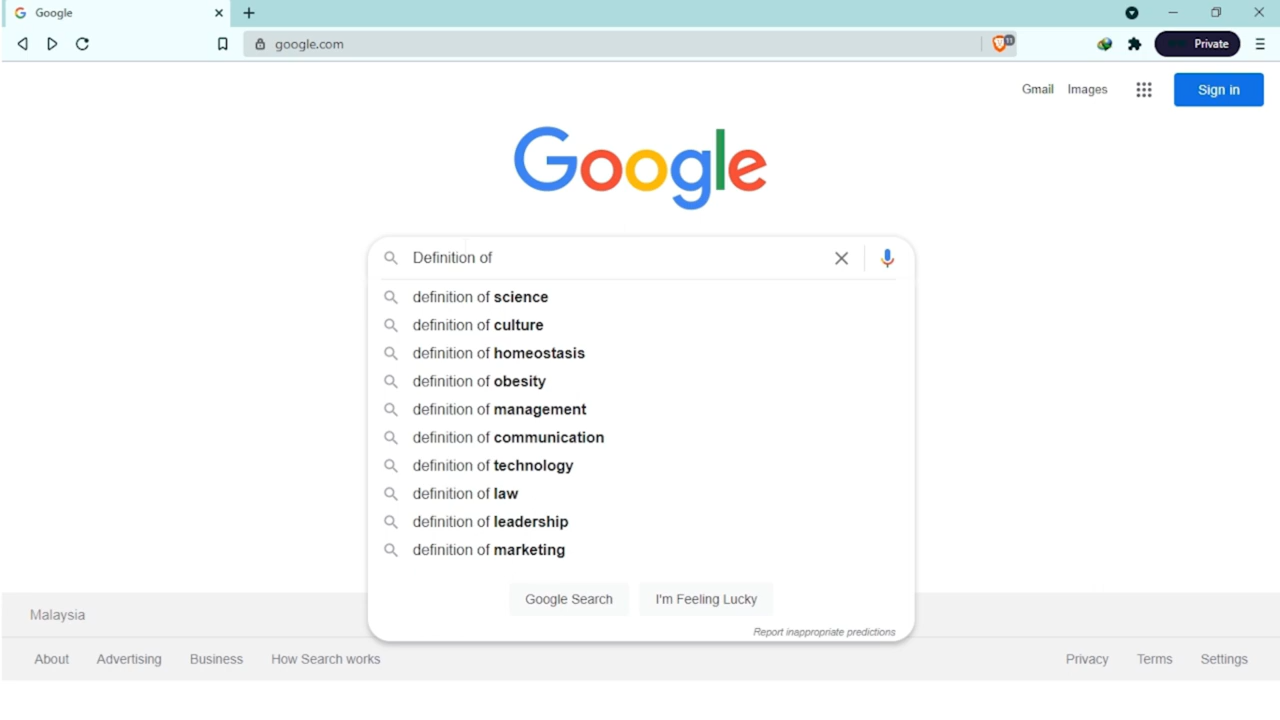 Google
google.com
11
Private
Gmail Images Sign in
Google
Definition of
definition of science
definition of culture
definition of homeostasis
definition of obesity
definition of management
definition of communication
definition of technology
definition of law
definition of leadership
definition of marketing
Google Search I'm Feeling Lucky
Report inappropriate predictions
Malaysia
About Advertising Business How Search works Privacy Terms Settings